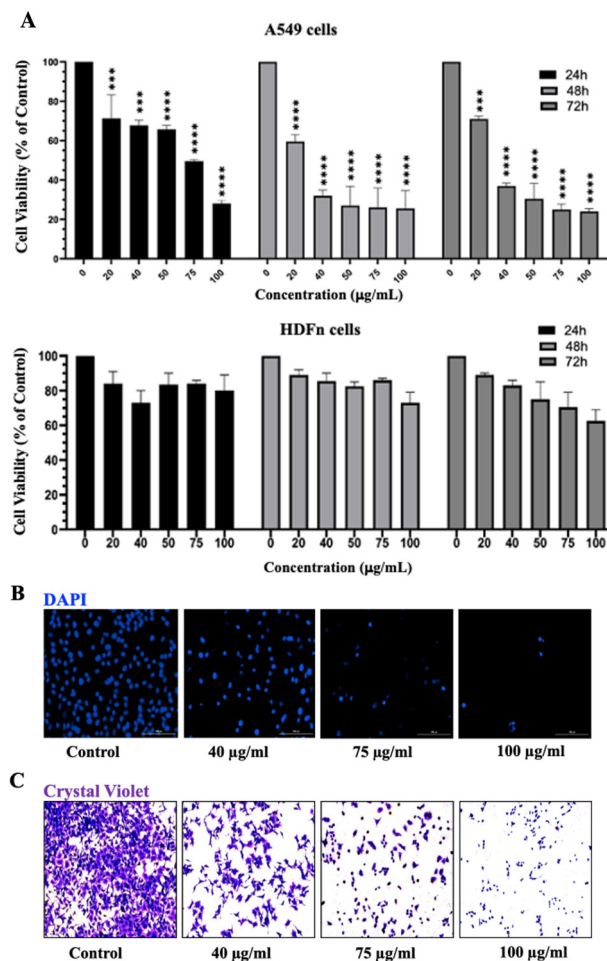 A
A549 cells
Cell Viability (% of Control)
100
80
60
40
20
0
***
***
****
****
****
****
****
****
****
****
***
****
****
****
****
24h
48h
72h
0 20 40 50 75 100
0 20 40 50 75 100
0 20 40 50 75 100
Concentration (μg/mL)
HDFn cells
Cell Viability (% of Control)
100
80
60
40
20
0
24h
48h
72h
0 20 40 50 75 100
0 20 40 50 75 100
0 20 40 50 75 100
Concentration (μg/mL)
B
DAPI
Control 40 μg/ml 75 μg/ml 100 μg/ml
C
Crystal Violet
Control 40 μg/ml 75 μg/ml 100 μg/ml